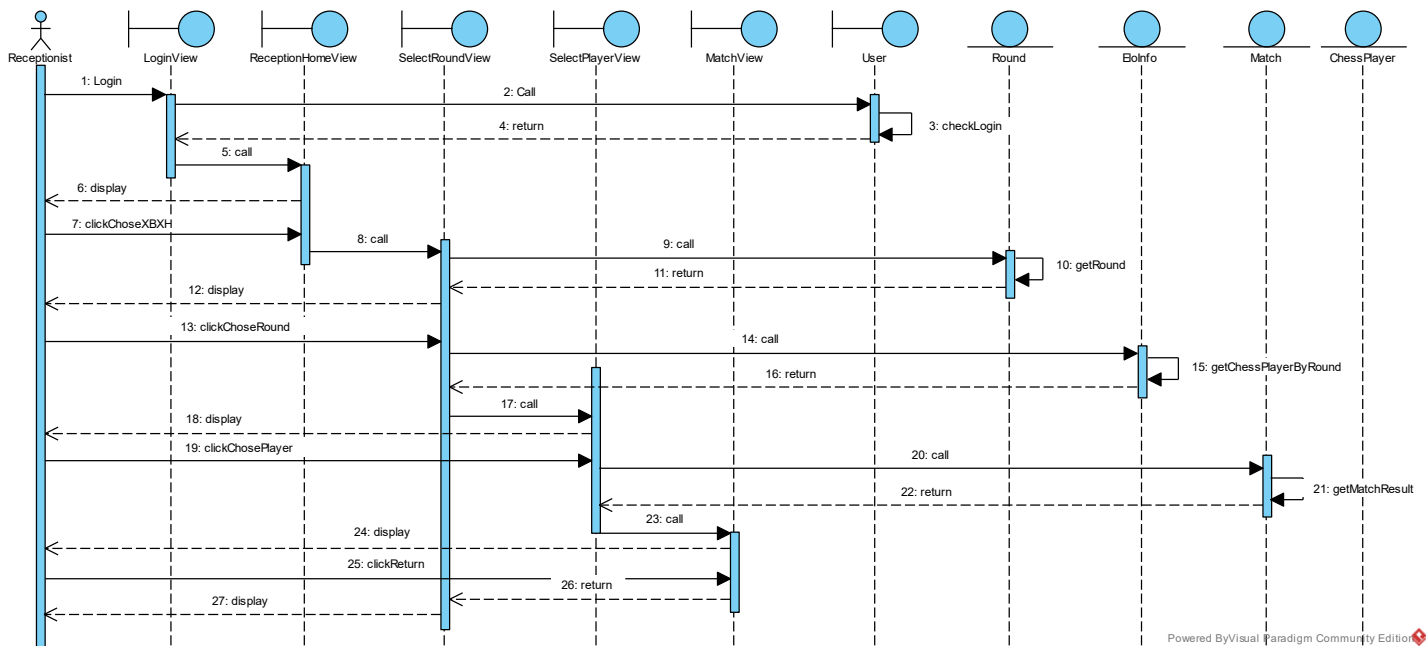 Receptionist
LoginView
ReceptionHomeView
SelectRoundView
SelectPlayerView
MatchView
User
Round
EloInfo
Match
ChessPlayer
1: Login
2: Call
3: checkLogin
4: return
5: call
6: display
7: clickChoseXBXH
8: call
9: call
10: getRound
11: return
12: display
13: clickChoseRound
14: call
15: getChessPlayerByRound
16: return
17: call
18: display
19: clickChosePlayer
20: call
21: getMatchResult
22: return
23: call
24: display
25: clickReturn
26: return
27: display
Powered ByVisual Paradigm Community Edition